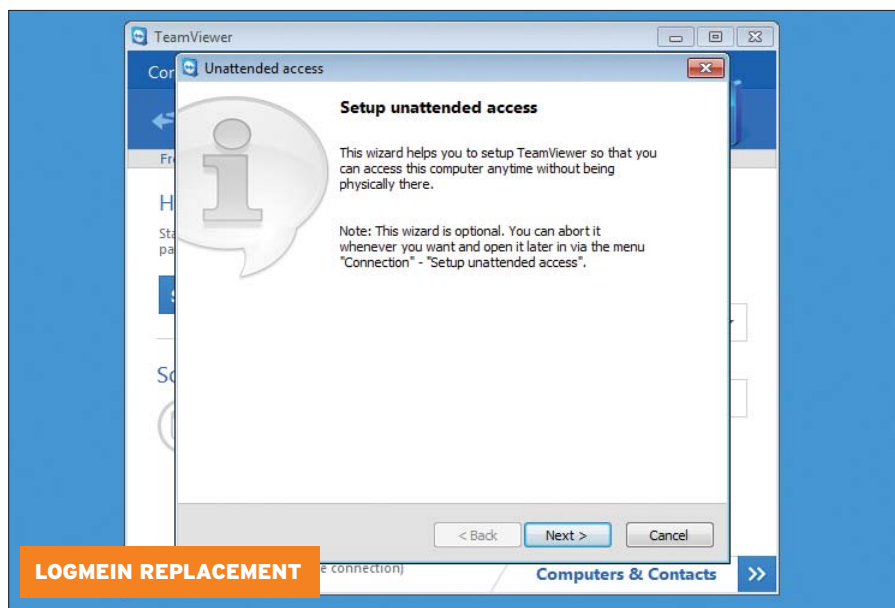 TeamViewer
Unattended access
Setup unattended access
This wizard helps you to setup TeamViewer so that you
can access this computer anytime without being
physically there.
Note: This wizard is optional. You can abort it
whenever you want and open it later in via the menu
"Connection" - "Setup unattended access".
< Back
Next >
Cancel
LOGMEIN REPLACEMENT
connection)
Computers & Contacts